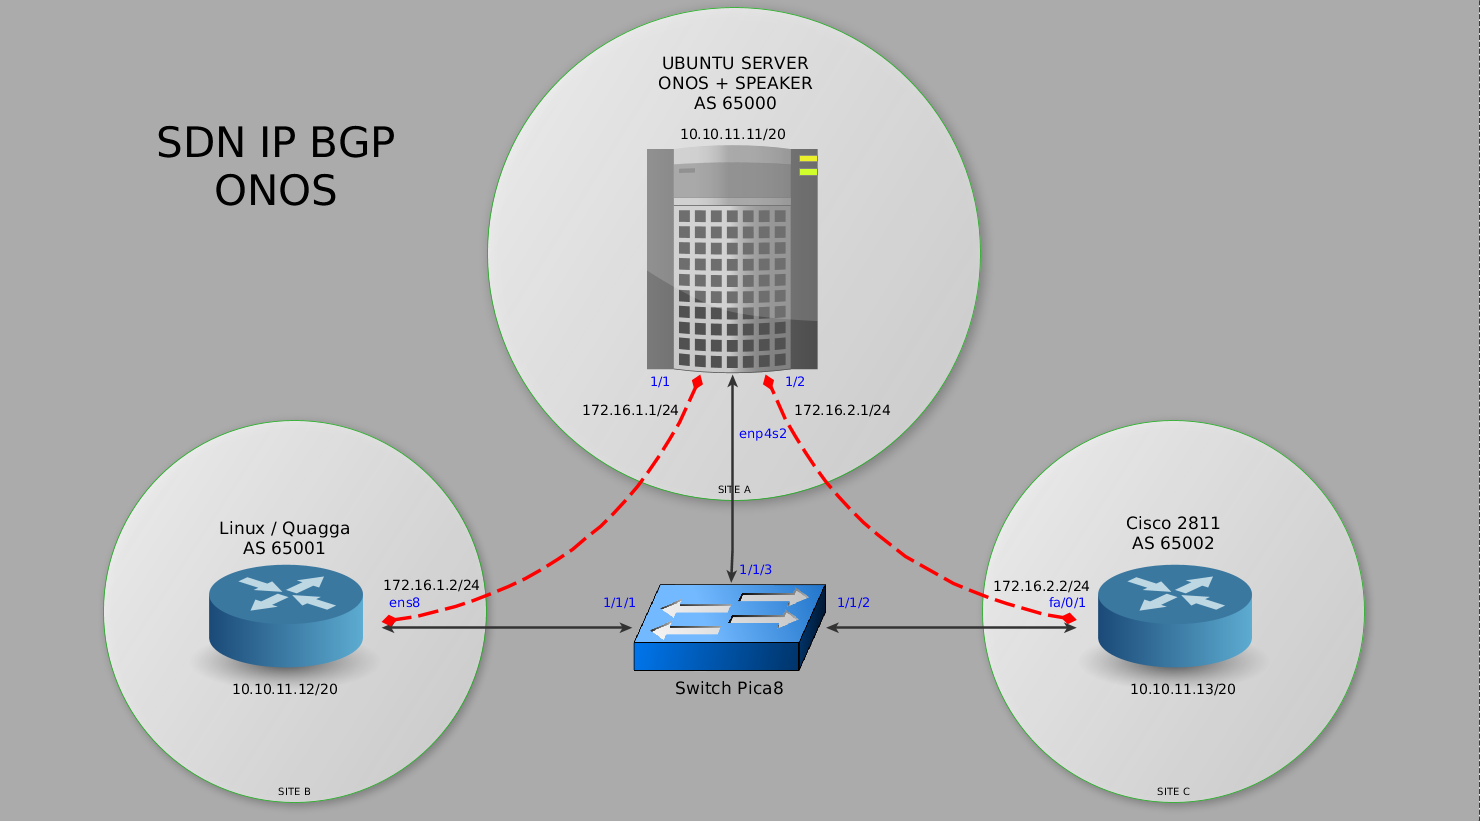 UBUNTU SERVER
ONOS + SPEAKER
AS 65000
10.10.11.11/20
SDN IP BGP
ONOS
1/1
1/2
172.16.1.1/24
172.16.2.1/24
enp4s2
SITE A
Linux / Quagga
AS 65001
172.16.1.2/24
ens8
10.10.11.12/20
SITE B
1/1/3
1/1/1
1/1/2
Switch Pica8
Cisco 2811
AS 65002
172.16.2.2/24
fa/0/1
10.10.11.13/20
SITE C